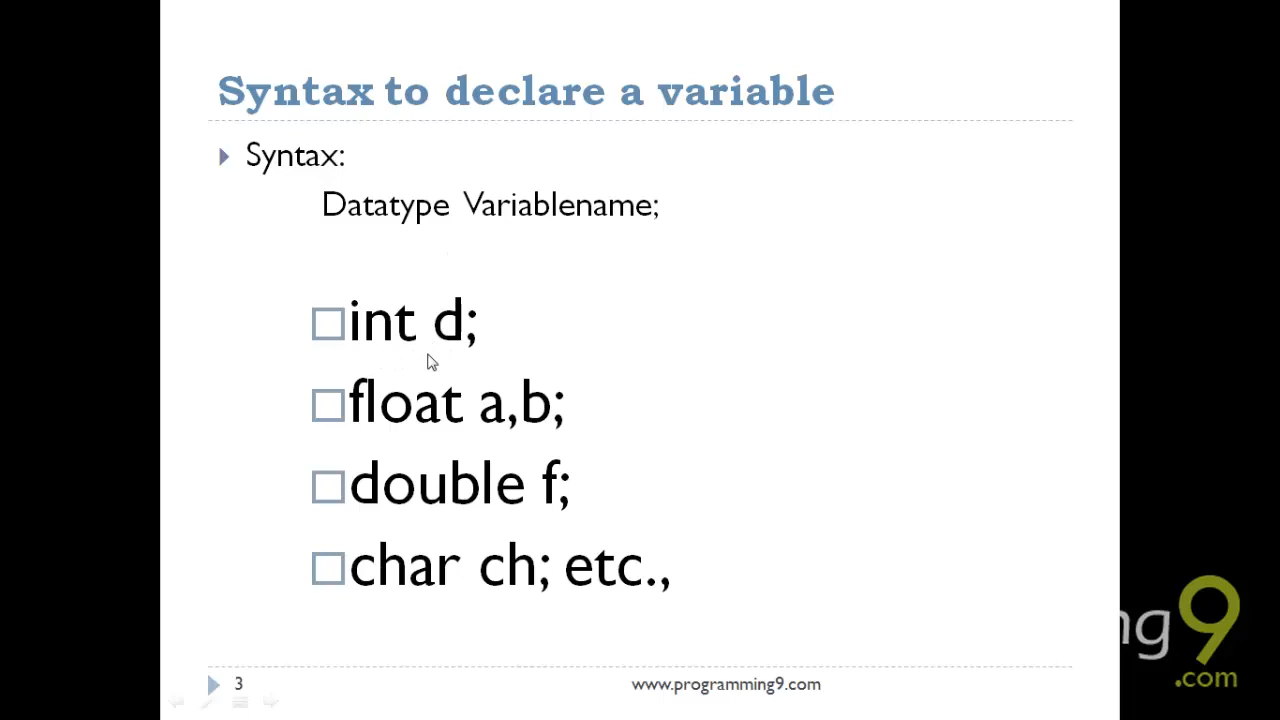 Syntax to declare a variable
Syntax:
Datatype Variablename;
int d;
float a,b;
double f;
char ch; etc.,
3
www.programming9.com
ng9
.com